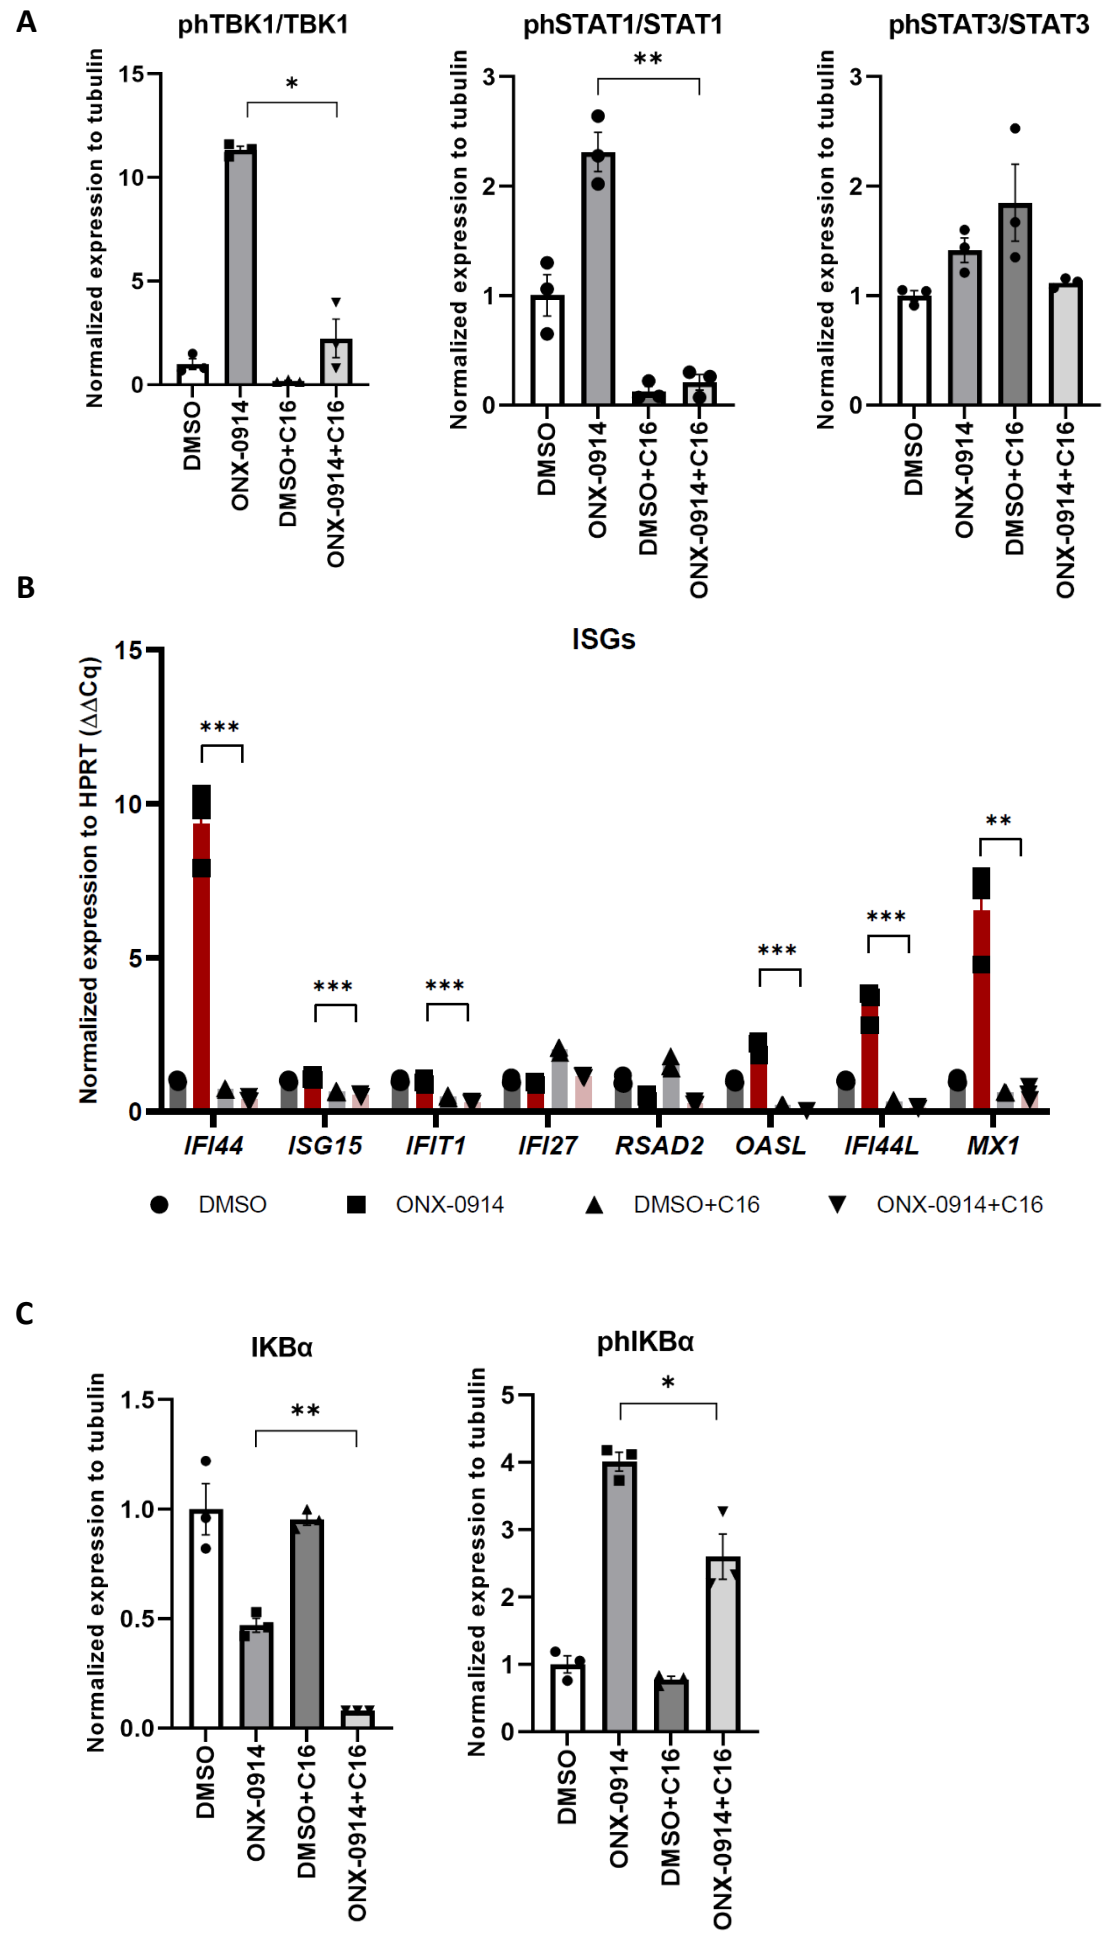 A
phTBK1/TBK1
Normalized expression to tubulin
15
10
5
0
*
DMSO
ONX-0914
DMSO+C16
ONX-0914+C16
phSTAT1/STAT1
Normalized expression to tubulin
3
2
1
0
**
DMSO
ONX-0914
DMSO+C16
ONX-0914+C16
phSTAT3/STAT3
Normalized expression to tubulin
3
2
1
0
DMSO
ONX-0914
DMSO+C16
ONX-0914+C16
B
ISGs
Normalized expression to HPRT (ΔΔCq)
15
10
5
0
***
***
***
***
***
**
IFI44
ISG15
IFIT1
IFI27
RSAD2
OASL
IFI44L
MX1
DMSO
ONX-0914
DMSO+C16
ONX-0914+C16
C
IKBα
Normalized expression to tubulin
1.5
1.0
0.5
0.0
**
DMSO
ONX-0914
DMSO+C16
ONX-0914+C16
phIKBα
Normalized expression to tubulin
5
4
3
2
1
0
*
DMSO
ONX-0914
DMSO+C16
ONX-0914+C16